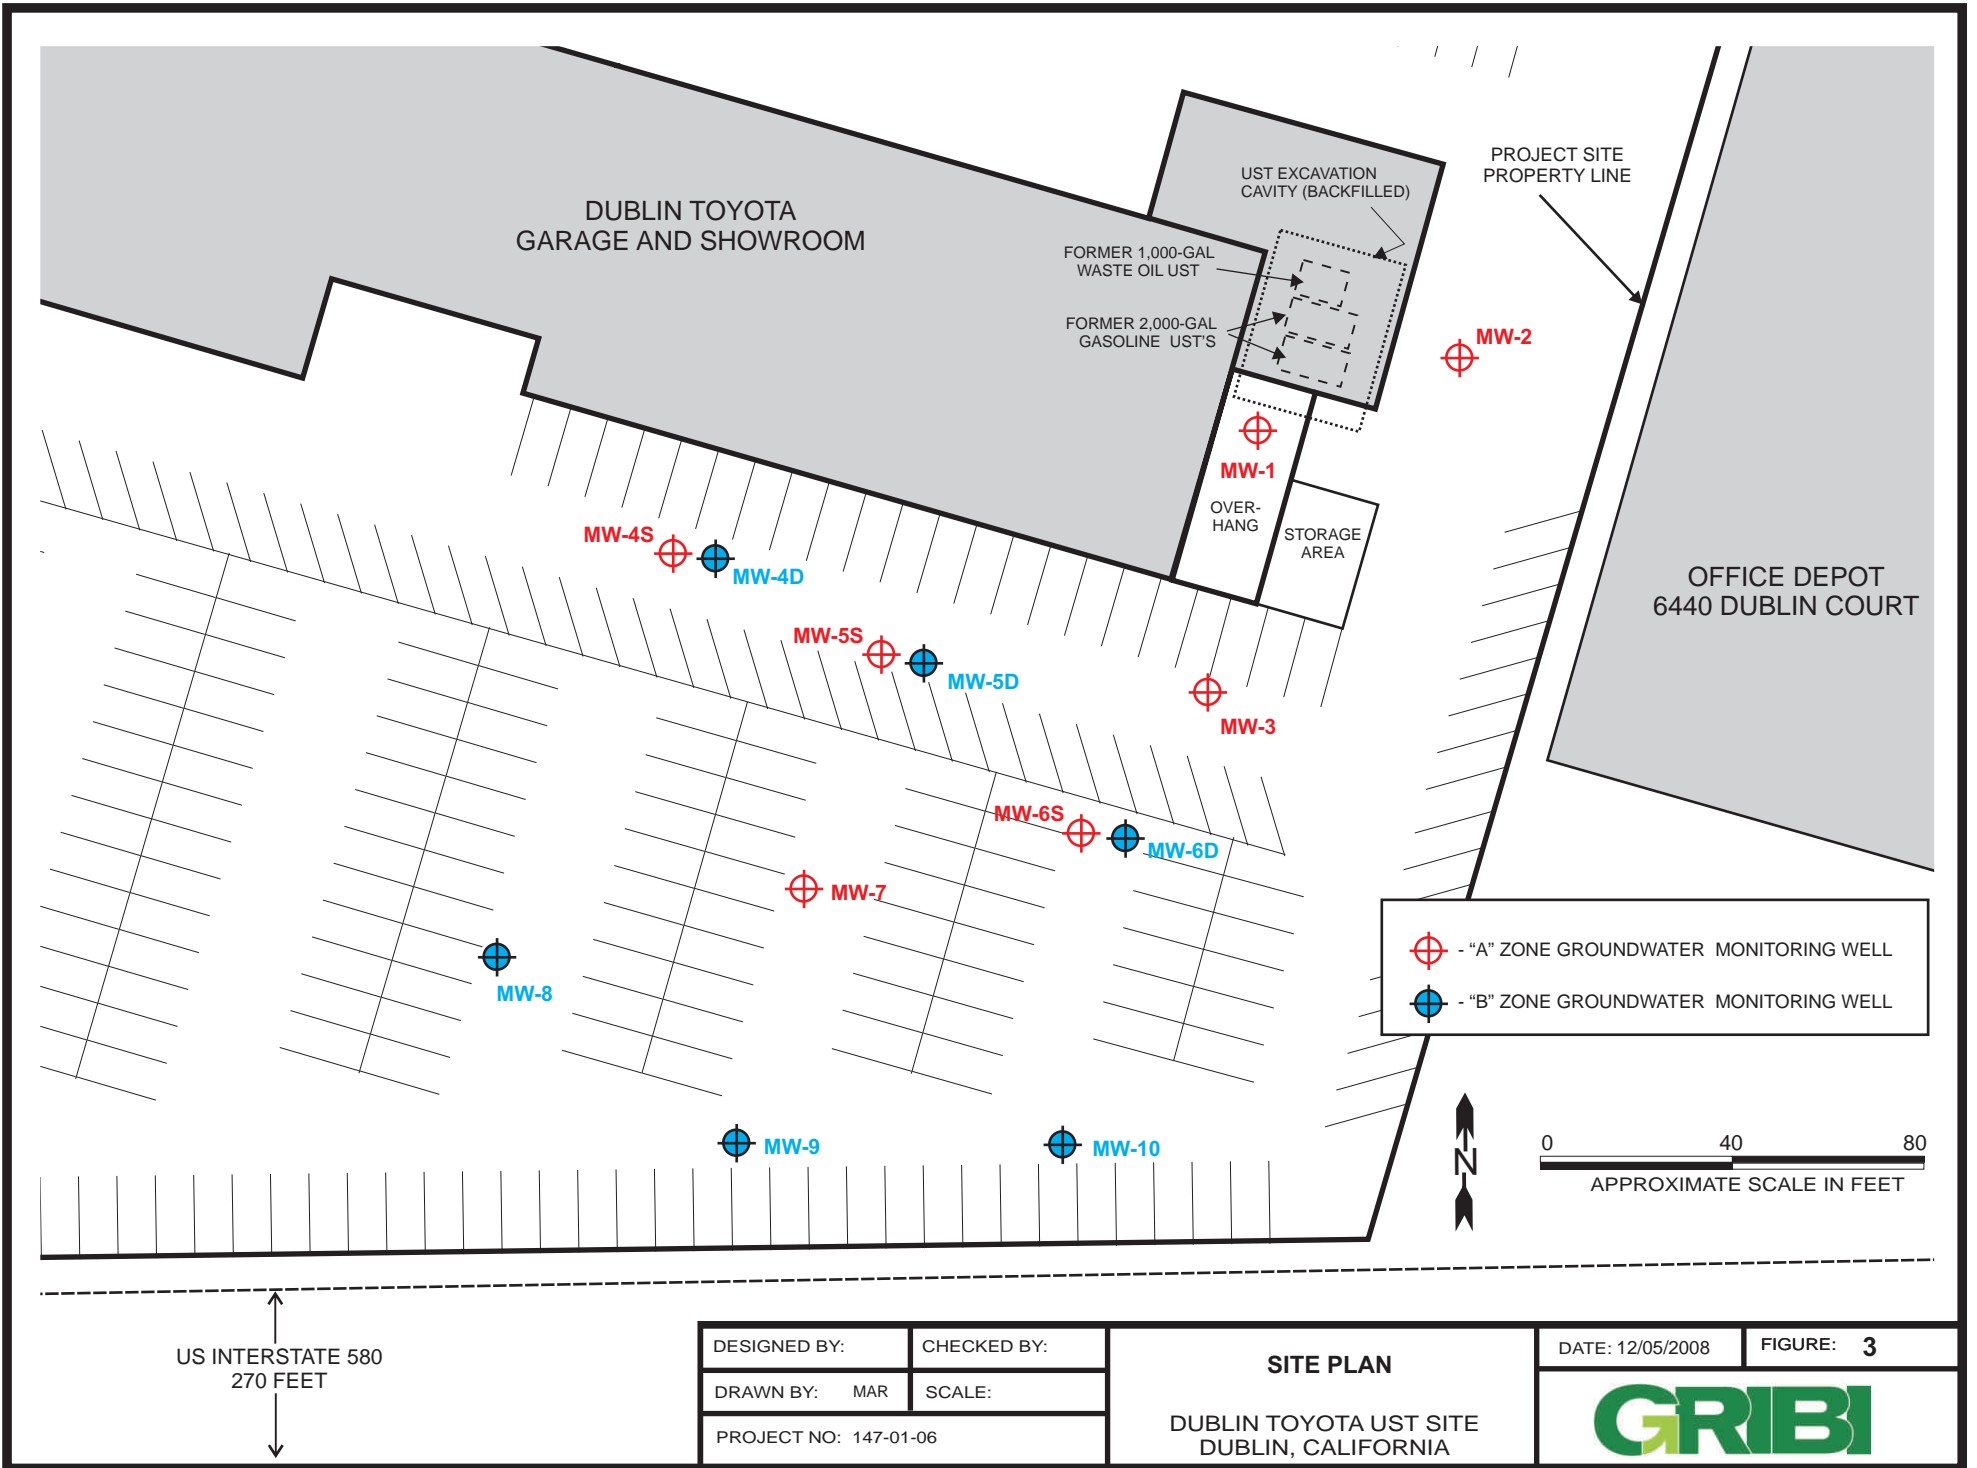 DUBLIN TOYOTA
GARAGE AND SHOWROOM
UST EXCAVATION
CAVITY (BACKFILLED)
PROJECT SITE
PROPERTY LINE
FORMER 1,000-GAL
WASTE OIL UST
FORMER 2,000-GAL
GASOLINE UST'S
MW-2
MW-1
OVER-
HANG
STORAGE
AREA
OFFICE DEPOT
6440 DUBLIN COURT
MW-4S
MW-4D
MW-5S
MW-5D
MW-3
MW-6S
MW-6D
MW-7
MW-8
MW-9
MW-10
- “A” ZONE GROUNDWATER MONITORING WELL
- “B” ZONE GROUNDWATER MONITORING WELL
N
0 40 80
APPROXIMATE SCALE IN FEET
US INTERSTATE 580
270 FEET
DESIGNED BY:
CHECKED BY:
DRAWN BY: MAR
SCALE:
PROJECT NO: 147-01-06
SITE PLAN
DUBLIN TOYOTA UST SITE
DUBLIN, CALIFORNIA
DATE: 12/05/2008
FIGURE: 3
GRIBI